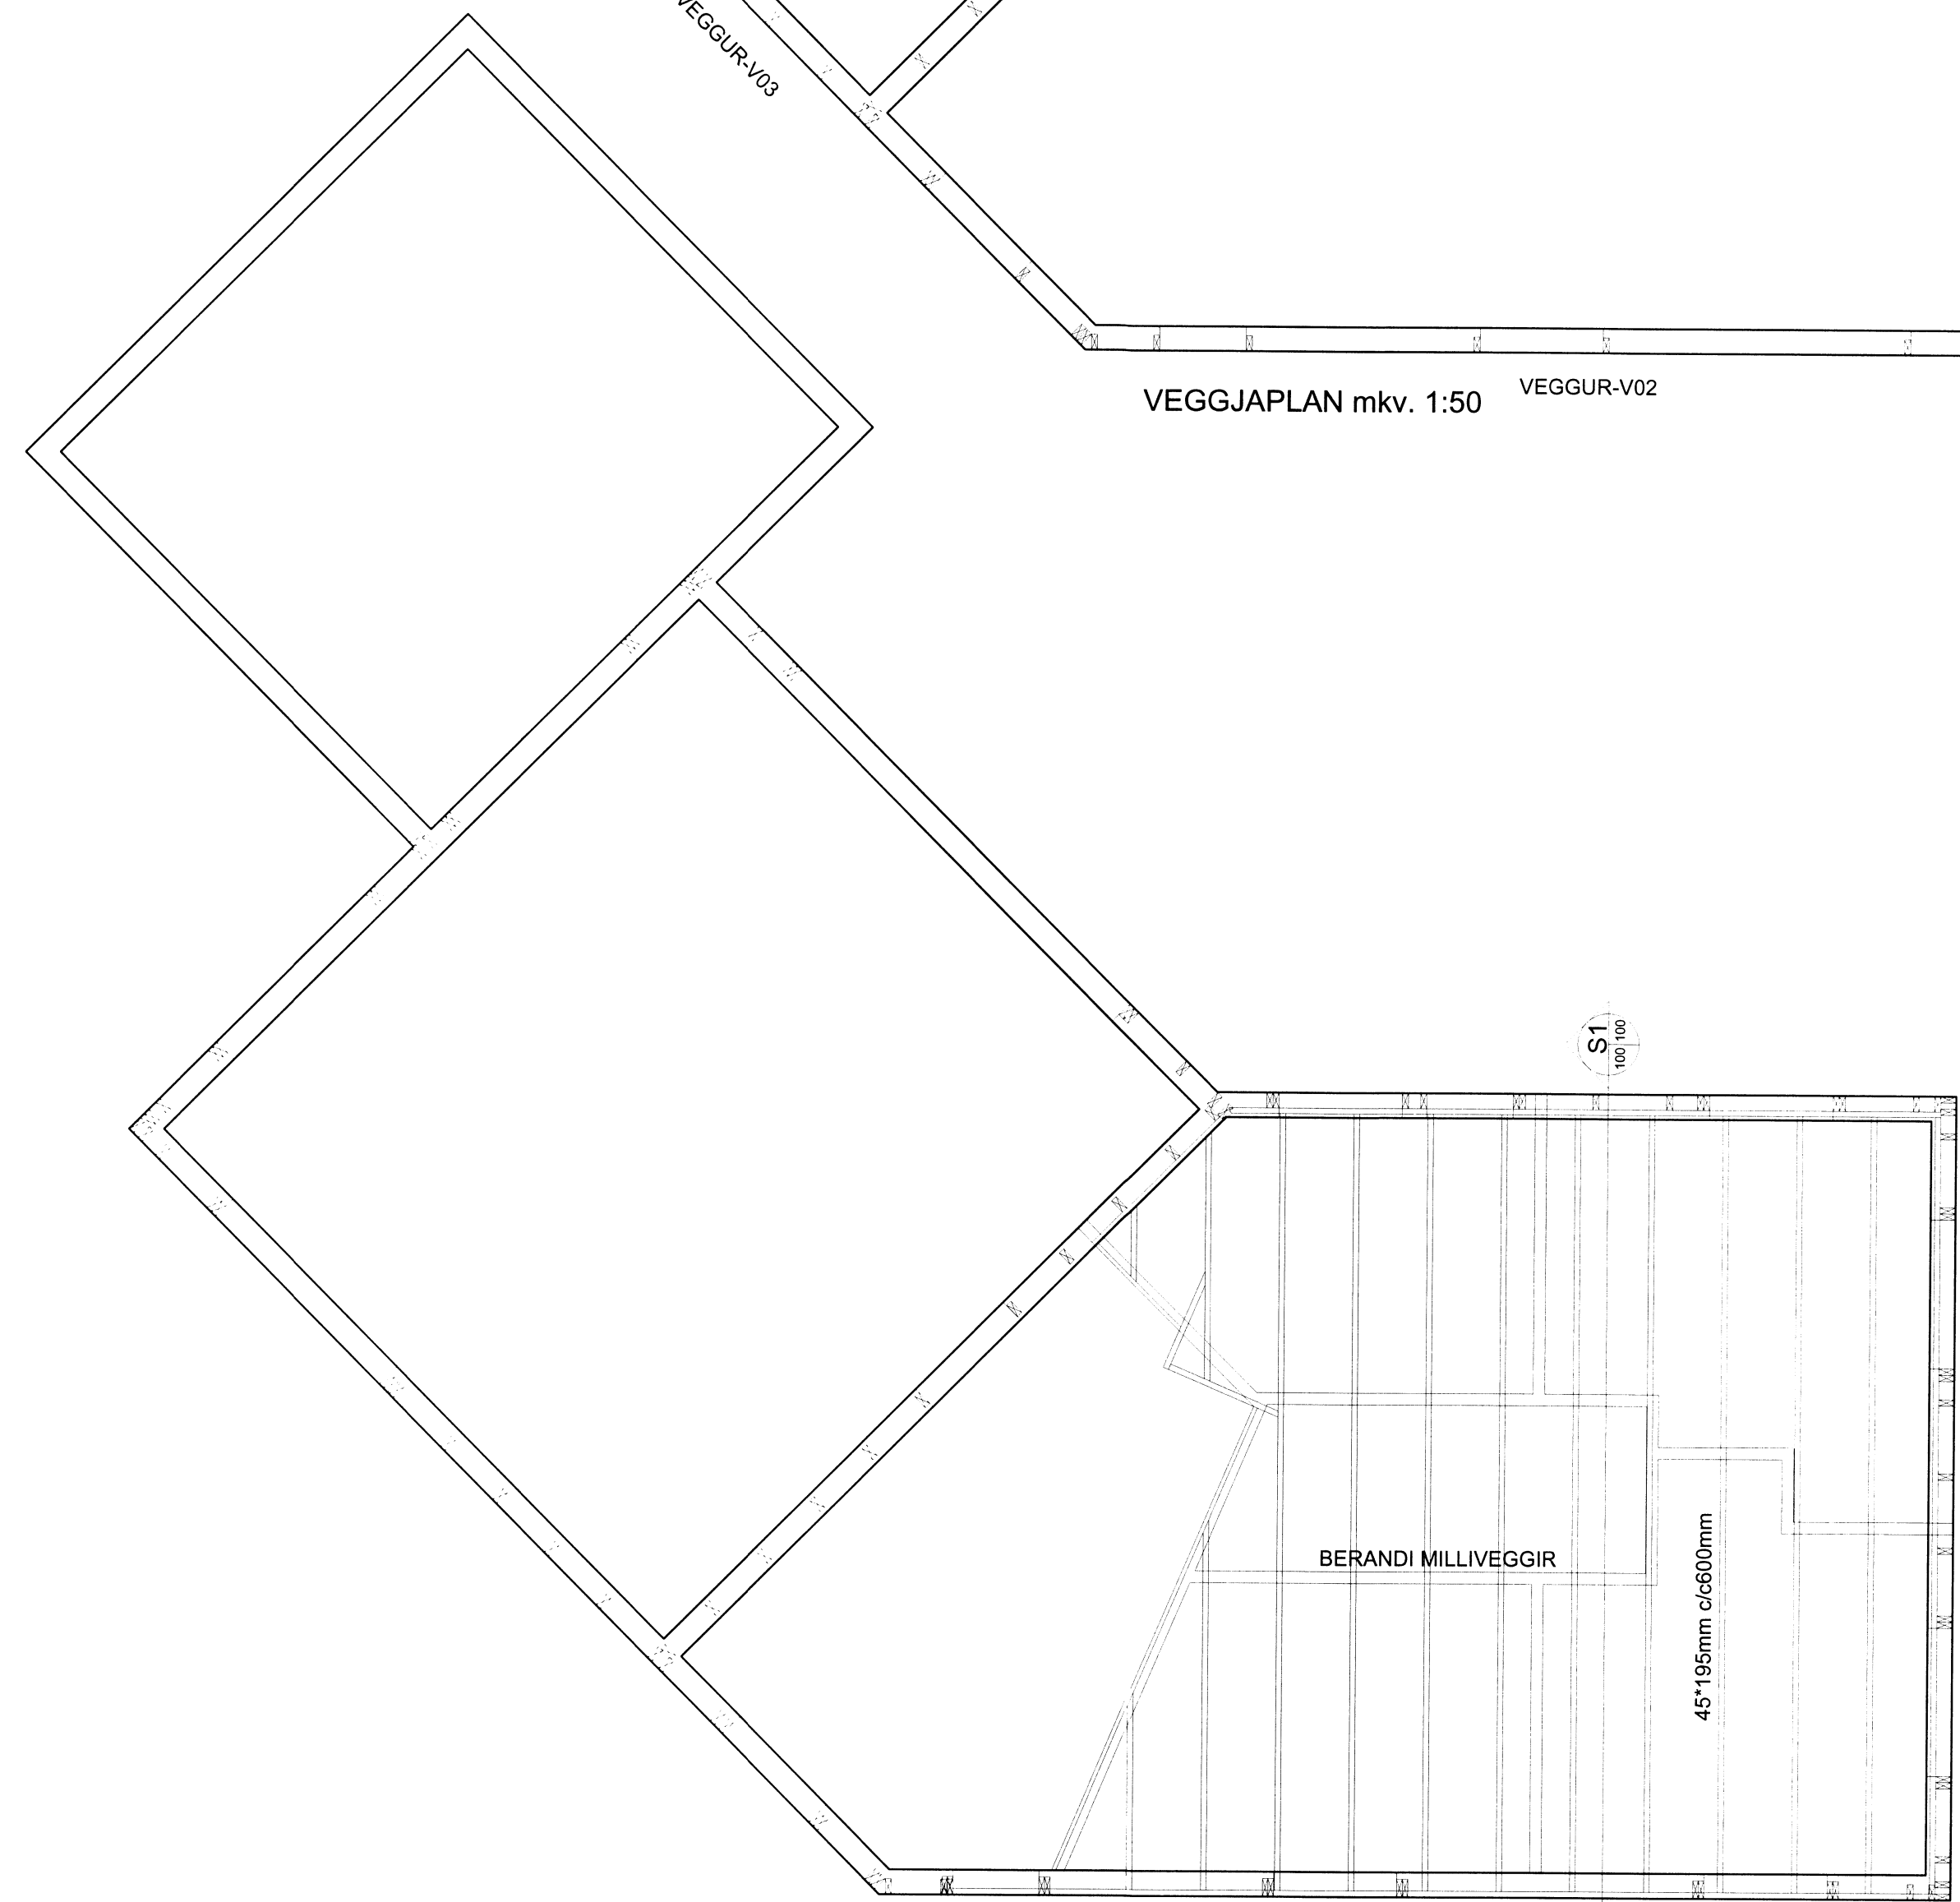 VEGGUR-V03
VEGGJAPLAN mkv. 1:50
VEGGUR-V02
S1
100 100
BERANDI MILLIVEGGIR
45*195mm c/c600mm